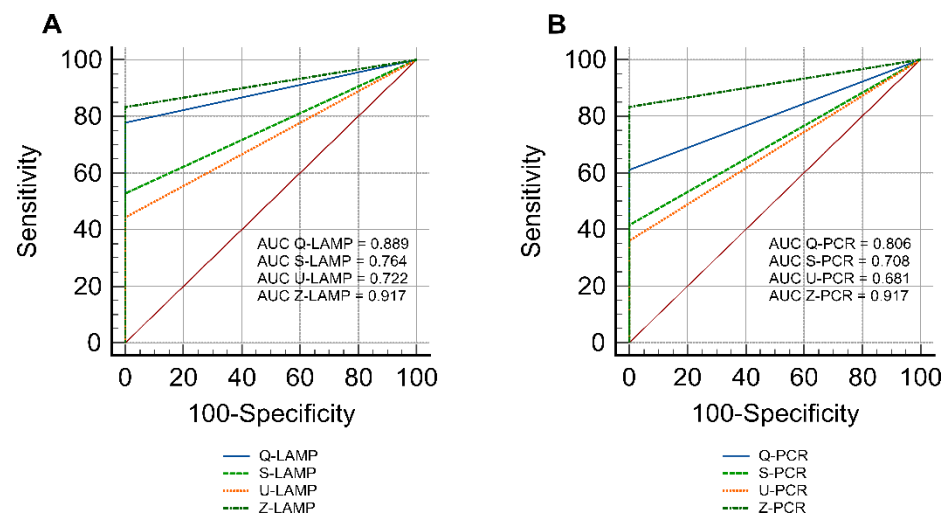 A
Sensitivity
100
80
60
40
20
0
AUC Q-LAMP = 0.889
AUC S-LAMP = 0.764
AUC U-LAMP = 0.722
AUC Z-LAMP = 0.917
0 20 40 60 80 100
100-Specificity
Q-LAMP
S-LAMP
U-LAMP
Z-LAMP
B
Sensitivity
100
80
60
40
20
0
AUC Q-PCR = 0.806
AUC S-PCR = 0.708
AUC U-PCR = 0.681
AUC Z-PCR = 0.917
0 20 40 60 80 100
100-Specificity
Q-PCR
S-PCR
U-PCR
Z-PCR